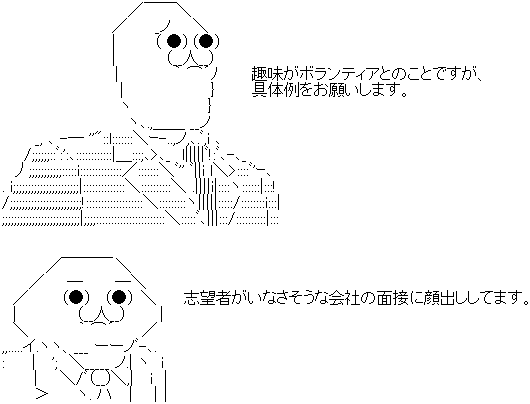 趣味がボランティアとのことですが、
具体例をお願いします。
志望者がいなさそうな会社の面接に顔出ししてます。